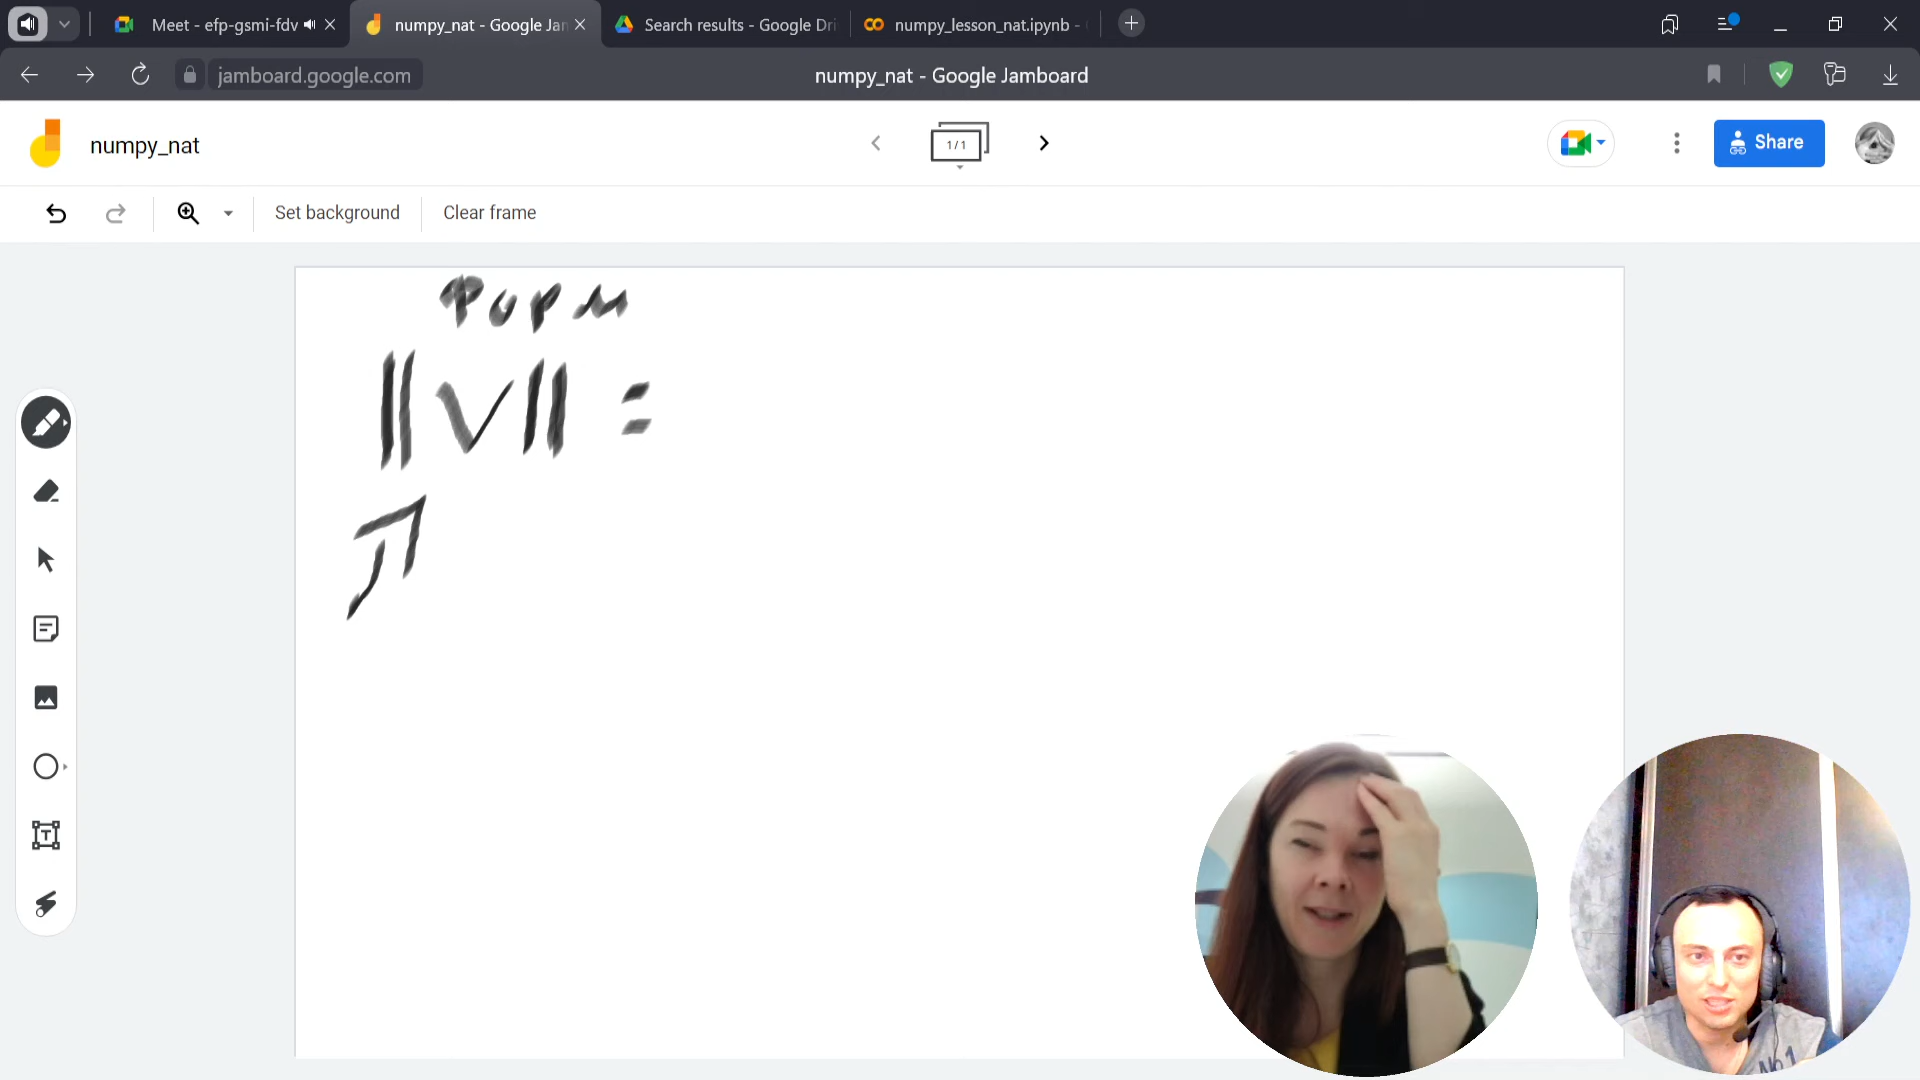 Meet - efp-gsmi-fdv
numpy_nat - Google Jan
Search results - Google Dri
numpy_lesson_nat.ipynb -
jamboard.google.com
numpy_nat - Google Jamboard
numpy_nat
1/1
Share
Set background
Clear frame
Форм
||V|| =
Л
No1